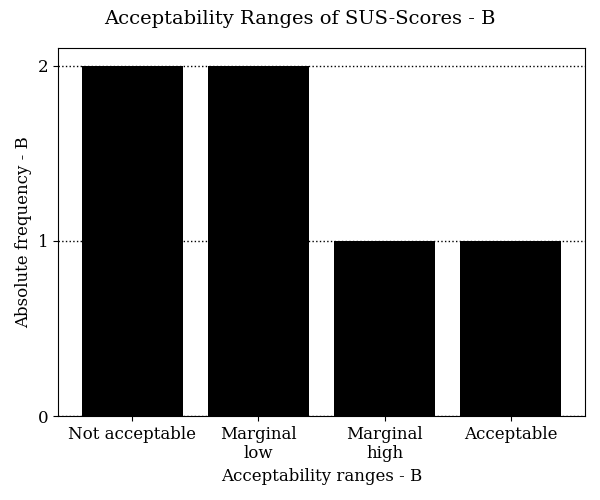 Acceptability Ranges of SUS-Scores - B
Absolute frequency - B
2
1
0
Not acceptable
Marginal
low
Marginal
high
Acceptable
Acceptability ranges - B